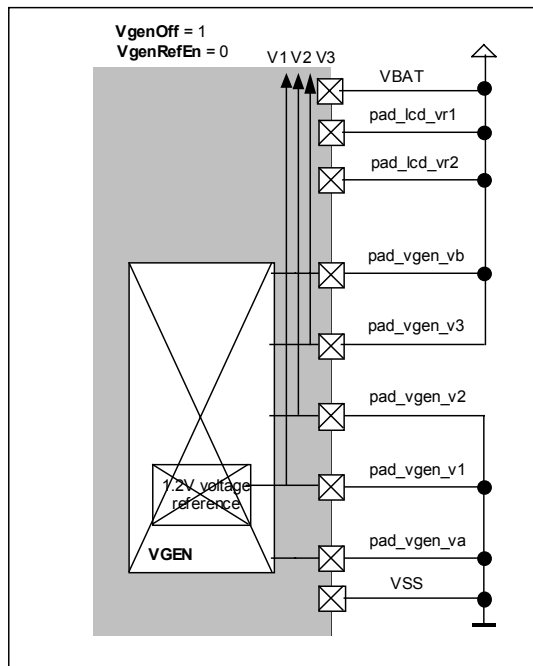 VgenOff = 1
VgenRefEn = 0
V1 V2 V3
VBAT
pad_lcd_vr1
pad_lcd_vr2
pad_vgen_vb
pad_vgen_v3
pad_vgen_v2
pad_vgen_v1
1.2V voltage
reference
pad_vgen_va
VGEN
VSS